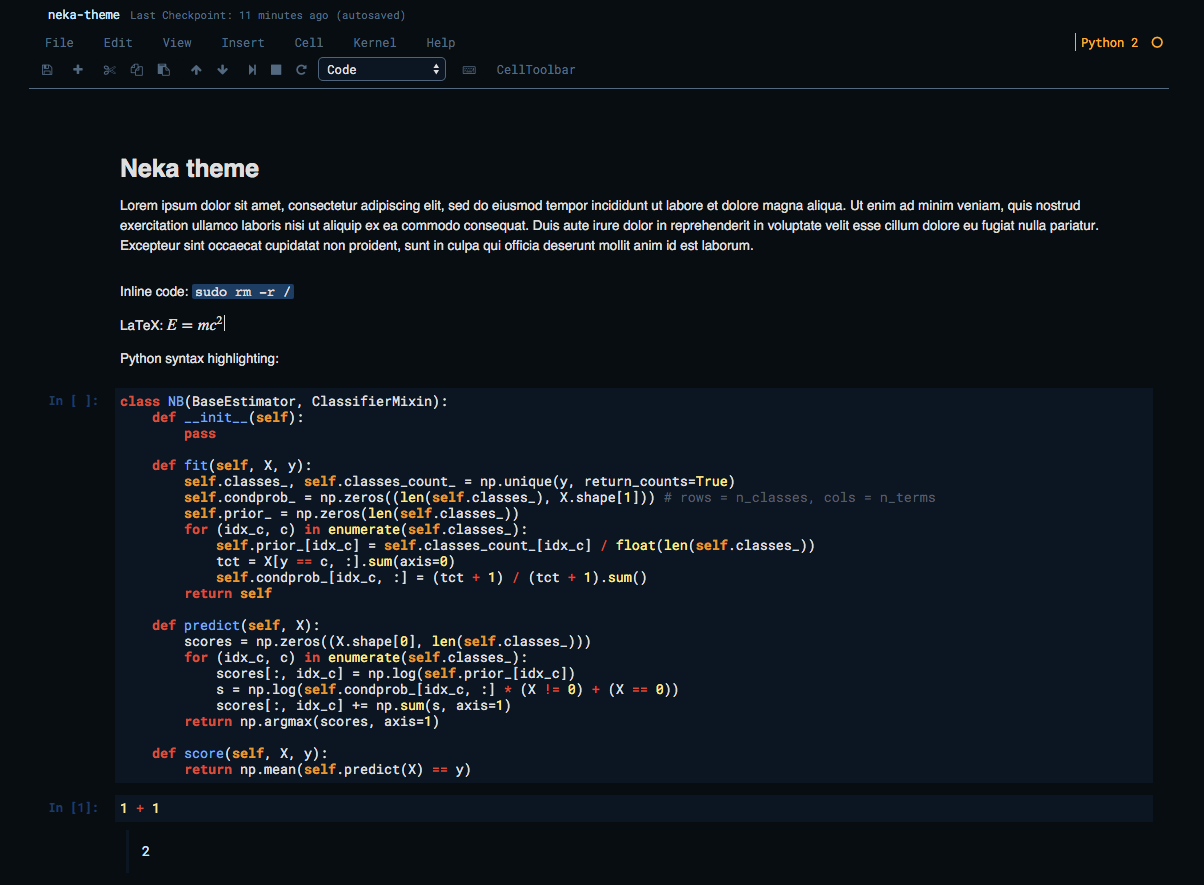 neka-theme Last Checkpoint: 11 minutes ago (autosaved)
File Edit View Insert Cell Kernel Help
Python 2
Code CellToolbar
Neka theme
Lorem ipsum dolor sit amet, consectetur adipiscing elit, sed do eiusmod tempor incididunt ut labore et dolore magna aliqua. Ut enim ad minim veniam, quis nostrud
exercitation ullamco laboris nisi ut aliquip ex ea commodo consequat. Duis aute irure dolor in reprehenderit in voluptate velit esse cillum dolore eu fugiat nulla pariatur.
Excepteur sint occaecat cupidatat non proident, sunt in culpa qui officia deserunt mollit anim id est laborum.
Inline code: sudo rm -r /
LaTeX: E = mc²
Python syntax highlighting:
In [ ]: class NB(BaseEstimator, ClassifierMixin):
    def __init__(self):
        pass
    def fit(self, X, y):
        self.classes_, self.classes_count_ = np.unique(y, return_counts=True)
        self.condprob_ = np.zeros((len(self.classes_), X.shape[1])) # rows = n_classes, cols = n_terms
        self.prior_ = np.zeros(len(self.classes_))
        for (idx_c, c) in enumerate(self.classes_):
            self.prior_[idx_c] = self.classes_count_[idx_c] / float(len(self.classes_))
            tct = X[y == c, :].sum(axis=0)
            self.condprob_[idx_c, :] = (tct + 1) / (tct + 1).sum()
        return self
    def predict(self, X):
        scores = np.zeros((X.shape[0], len(self.classes_)))
        for (idx_c, c) in enumerate(self.classes_):
            scores[:, idx_c] = np.log(self.prior_[idx_c])
            s = np.log(self.condprob_[idx_c, :] * (X != 0) + (X == 0))
            scores[:, idx_c] += np.sum(s, axis=1)
        return np.argmax(scores, axis=1)
    def score(self, X, y):
        return np.mean(self.predict(X) == y)
In [1]: 1 + 1
2